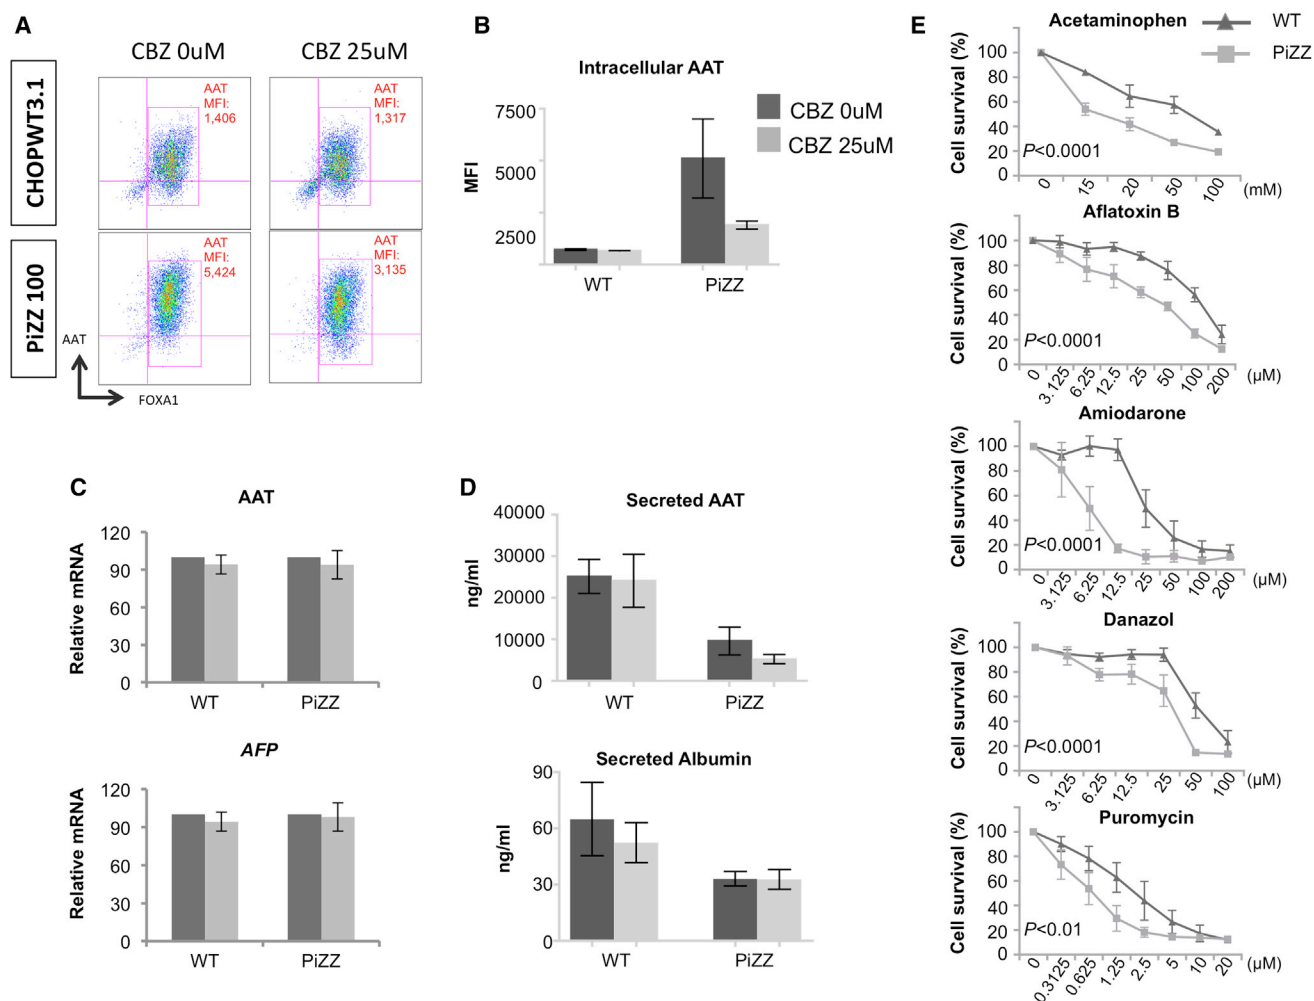 A
CBZ 0uM
CBZ 25uM
CHOPWT3.1
PiZZ 100
AAT
MFI:
1,406
AAT
MFI:
1,317
AAT
MFI:
5,424
AAT
MFI:
3,135
AAT
FOXA1
B
Intracellular AAT
MFI
7500
5000
2500
WT
PiZZ
CBZ 0uM
CBZ 25uM
C
AAT
Relative mRNA
120
90
60
30
0
WT
PiZZ
AFP
Relative mRNA
120
90
60
30
0
WT
PiZZ
D
Secreted AAT
ng/ml
40000
30000
20000
10000
0
WT
PiZZ
Secreted Albumin
ng/ml
90
60
30
0
WT
PiZZ
E
WT
PiZZ
Acetaminophen
Cell survival (%)
100
80
60
40
20
0
P<0.0001
0 15 20 50 100 (mM)
Aflatoxin B
Cell survival (%)
100
80
60
40
20
0
P<0.0001
0 3.125 6.25 12.5 25 50 100 200 (µM)
Amiodarone
Cell survival (%)
100
80
60
40
20
0
P<0.0001
0 3.125 6.25 12.5 25 50 100 200 (µM)
Danazol
Cell survival (%)
100
80
60
40
20
0
P<0.0001
0 3.125 6.25 12.5 25 50 100 (µM)
Puromycin
Cell survival (%)
100
80
60
40
20
0
P<0.01
0 0.3125 0.625 1.25 2.5 5 10 20 (µM)